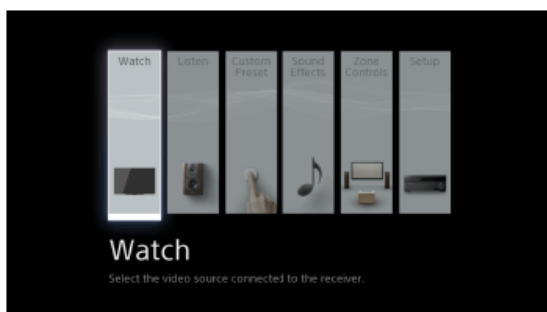 Watch
Listen
Custom
Preset
Sound
Effects
Zone
Controls
Setup
Watch
Select the video source connected to the receiver.